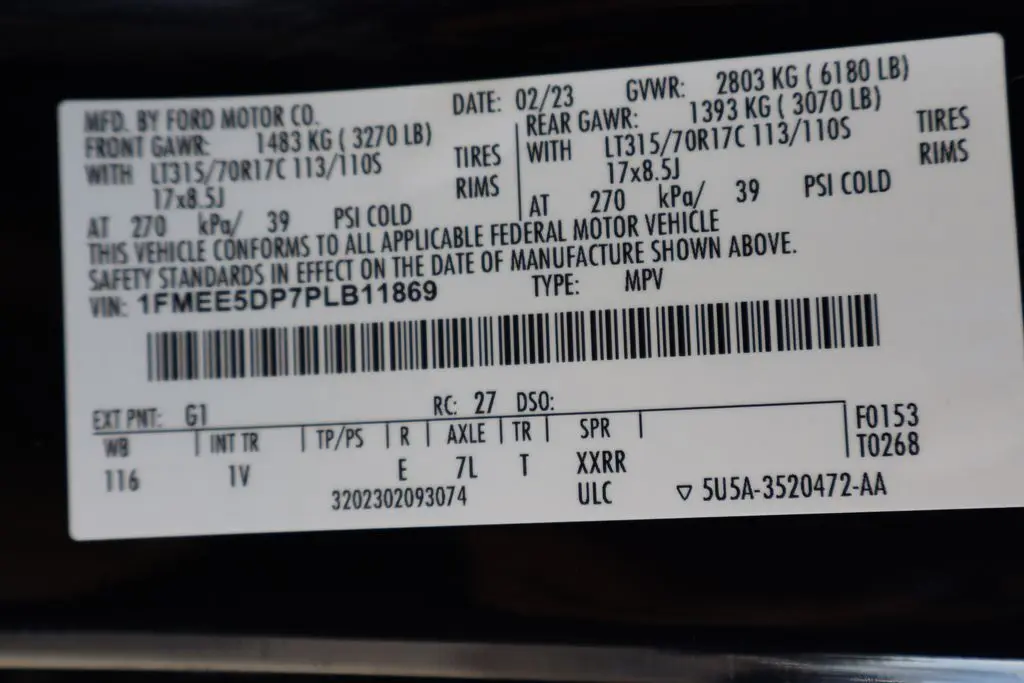 MFD. BY FORD MOTOR CO. DATE: 02/23 GVWR: 2803 KG ( 6180 LB)
FRONT GAWR: 1483 KG ( 3270 LB) REAR GAWR: 1393 KG ( 3070 LB)
WITH LT315/70R17C 113/110S TIRES WITH LT315/70R17C 113/110S TIRES
17x8.5J RIMS 17x8.5J RIMS
AT 270 kPa/ 39 PSI COLD AT 270 kPa/ 39 PSI COLD
THIS VEHICLE CONFORMS TO ALL APPLICABLE FEDERAL MOTOR VEHICLE
SAFETY STANDARDS IN EFFECT ON THE DATE OF MANUFACTURE SHOWN ABOVE.
VIN: 1FMEE5DP7PLB11869 TYPE: MPV
EXT PNT: G1 RC: 27 DSO:
WB INT TR TP/PS R AXLE TR SPR F0153
116 1V E 7L T XXRR T0268
3202302093074 ULC ▽ 5U5A-3520472-AA